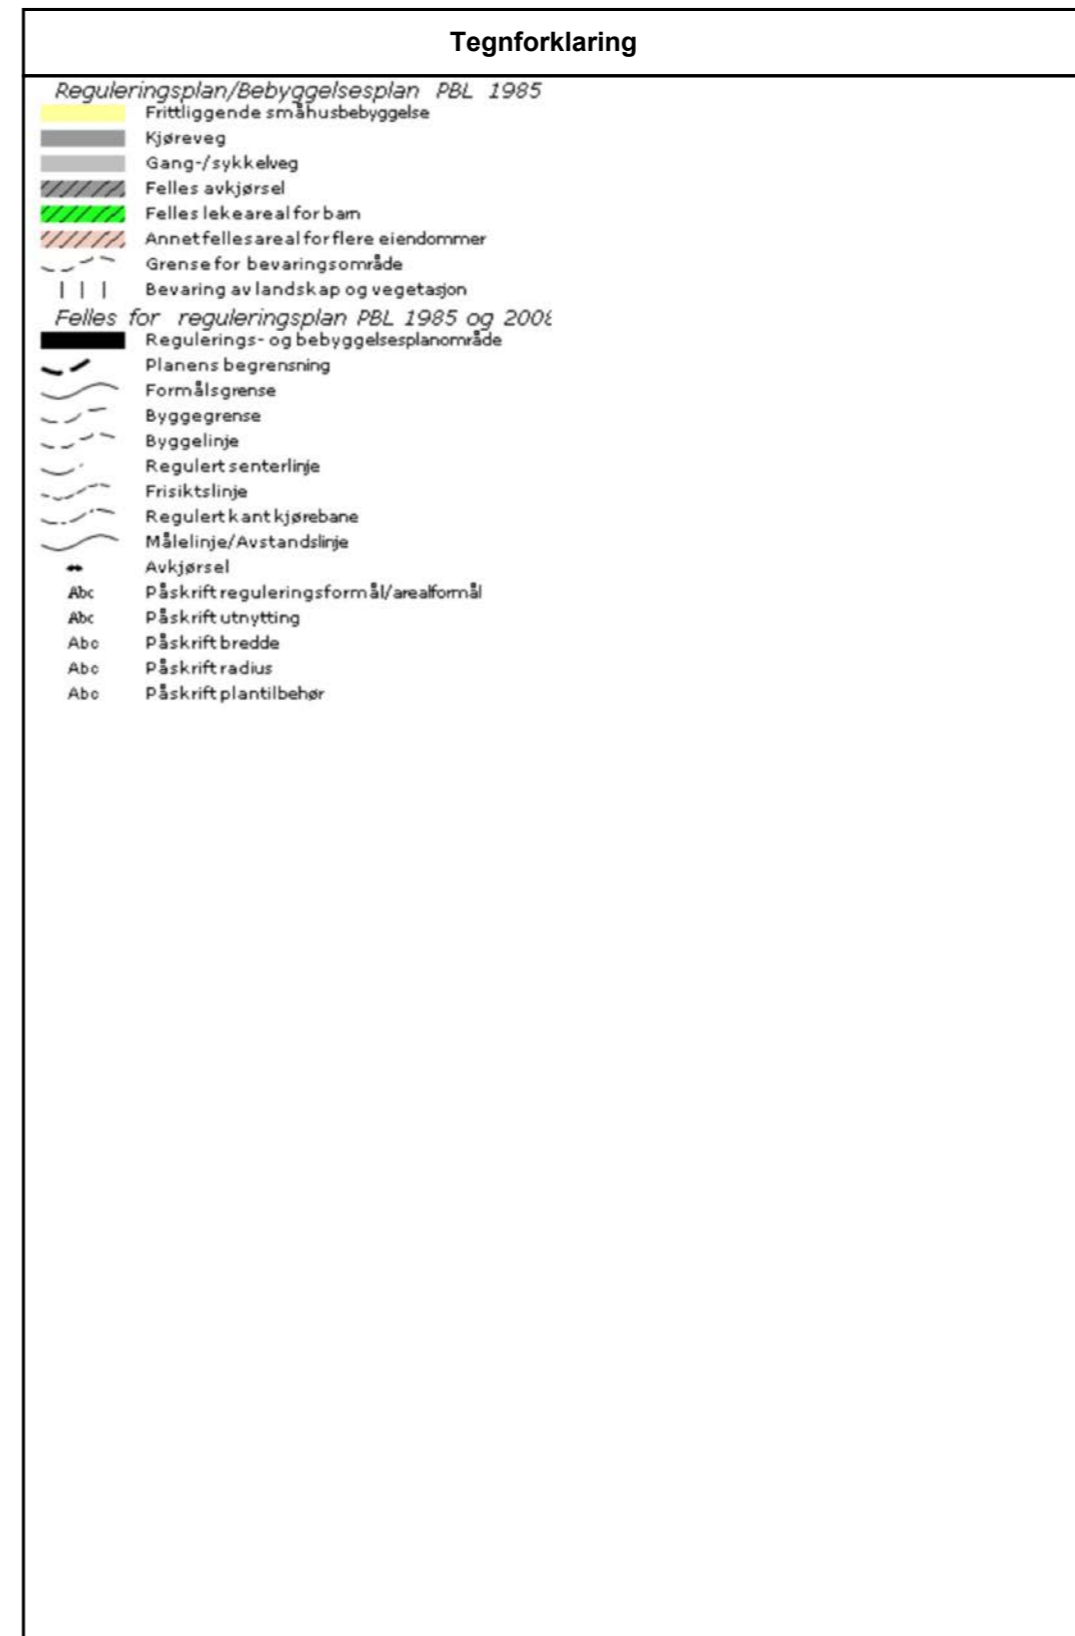 Tegnforklaring
Reguleringsplan/Bebyggelsesplan PBL 1985
Frittliggende småhusbebyggelse
Kjøreveg
Gang-/sykkelveg
Felles avkjørsel
Felles lekeareal for barn
Annet fellesareal for flere eiendommer
Grense for bevaringsområde
Bevaring av landskap og vegetasjon
Felles for reguleringsplan PBL 1985 og 2008
Regulerings- og bebyggelsesplanområde
Planens begrensning
Formålsgrense
Byggegrense
Byggelinje
Regulert senterlinje
Frisiktslinje
Regulert kant kjørebane
Målelinje/Avstandslinje
Avkjørsel
Abc Påskrift reguleringsformål/arealformål
Abc Påskrift utnytting
Abc Påskrift bredde
Abc Påskrift radius
Abc Påskrift plantilbehør